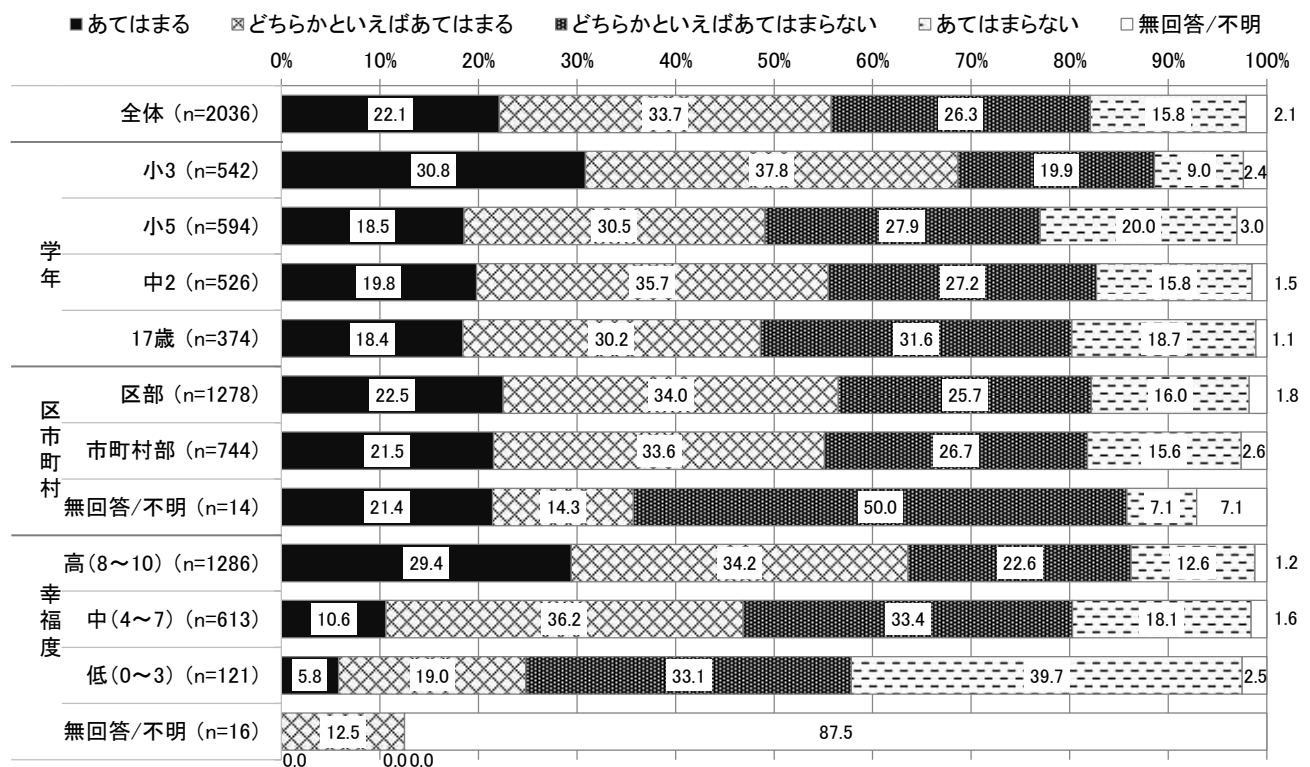 ■あてはまる ☒どちらかといえばあてはまる ■どちらかといえばあてはまらない ⊟あてはまらない □無回答/不明
0% 10% 20% 30% 40% 50% 60% 70% 80% 90% 100%
全体 (n=2036) 22.1 33.7 26.3 15.8 2.1
学年
小3 (n=542) 30.8 37.8 19.9 9.0 2.4
小5 (n=594) 18.5 30.5 27.9 20.0 3.0
中2 (n=526) 19.8 35.7 27.2 15.8 1.5
17歳 (n=374) 18.4 30.2 31.6 18.7 1.1
区市町村
区部 (n=1278) 22.5 34.0 25.7 16.0 1.8
市町村部 (n=744) 21.5 33.6 26.7 15.6 2.6
無回答/不明 (n=14) 21.4 14.3 50.0 7.1 7.1
幸福度
高(8～10) (n=1286) 29.4 34.2 22.6 12.6 1.2
中(4～7) (n=613) 10.6 36.2 33.4 18.1 1.6
低(0～3) (n=121) 5.8 19.0 33.1 39.7 2.5
無回答/不明 (n=16) 12.5 87.5
0.0 0.0 0.0